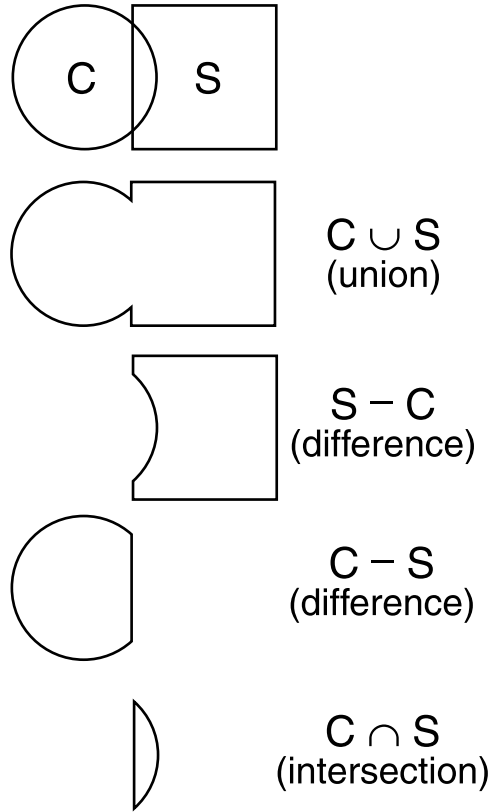 C S
C ∪ S
(union)
S − C
(difference)
C − S
(difference)
C ∩ S
(intersection)